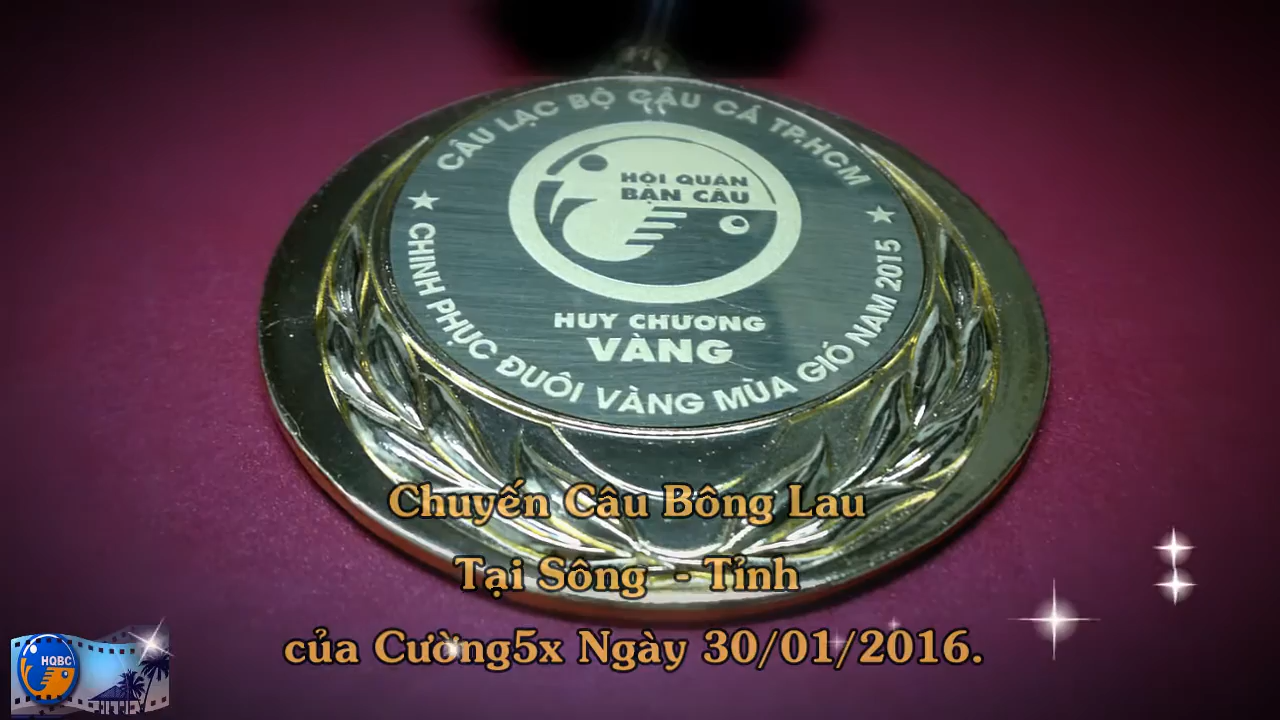 CÂU LẠC BỘ CÂU CÁ TP.HCM
HỘI QUÁN
BẠN CÂU
HUY CHƯƠNG
VÀNG
CHINH PHỤC ĐUÔI VÀNG MÙA GIÓ NAM 2015
Chuyến Câu Bông Lau
Tại Sông - Tỉnh
của Cường5x Ngày 30/01/2016.
HQBC